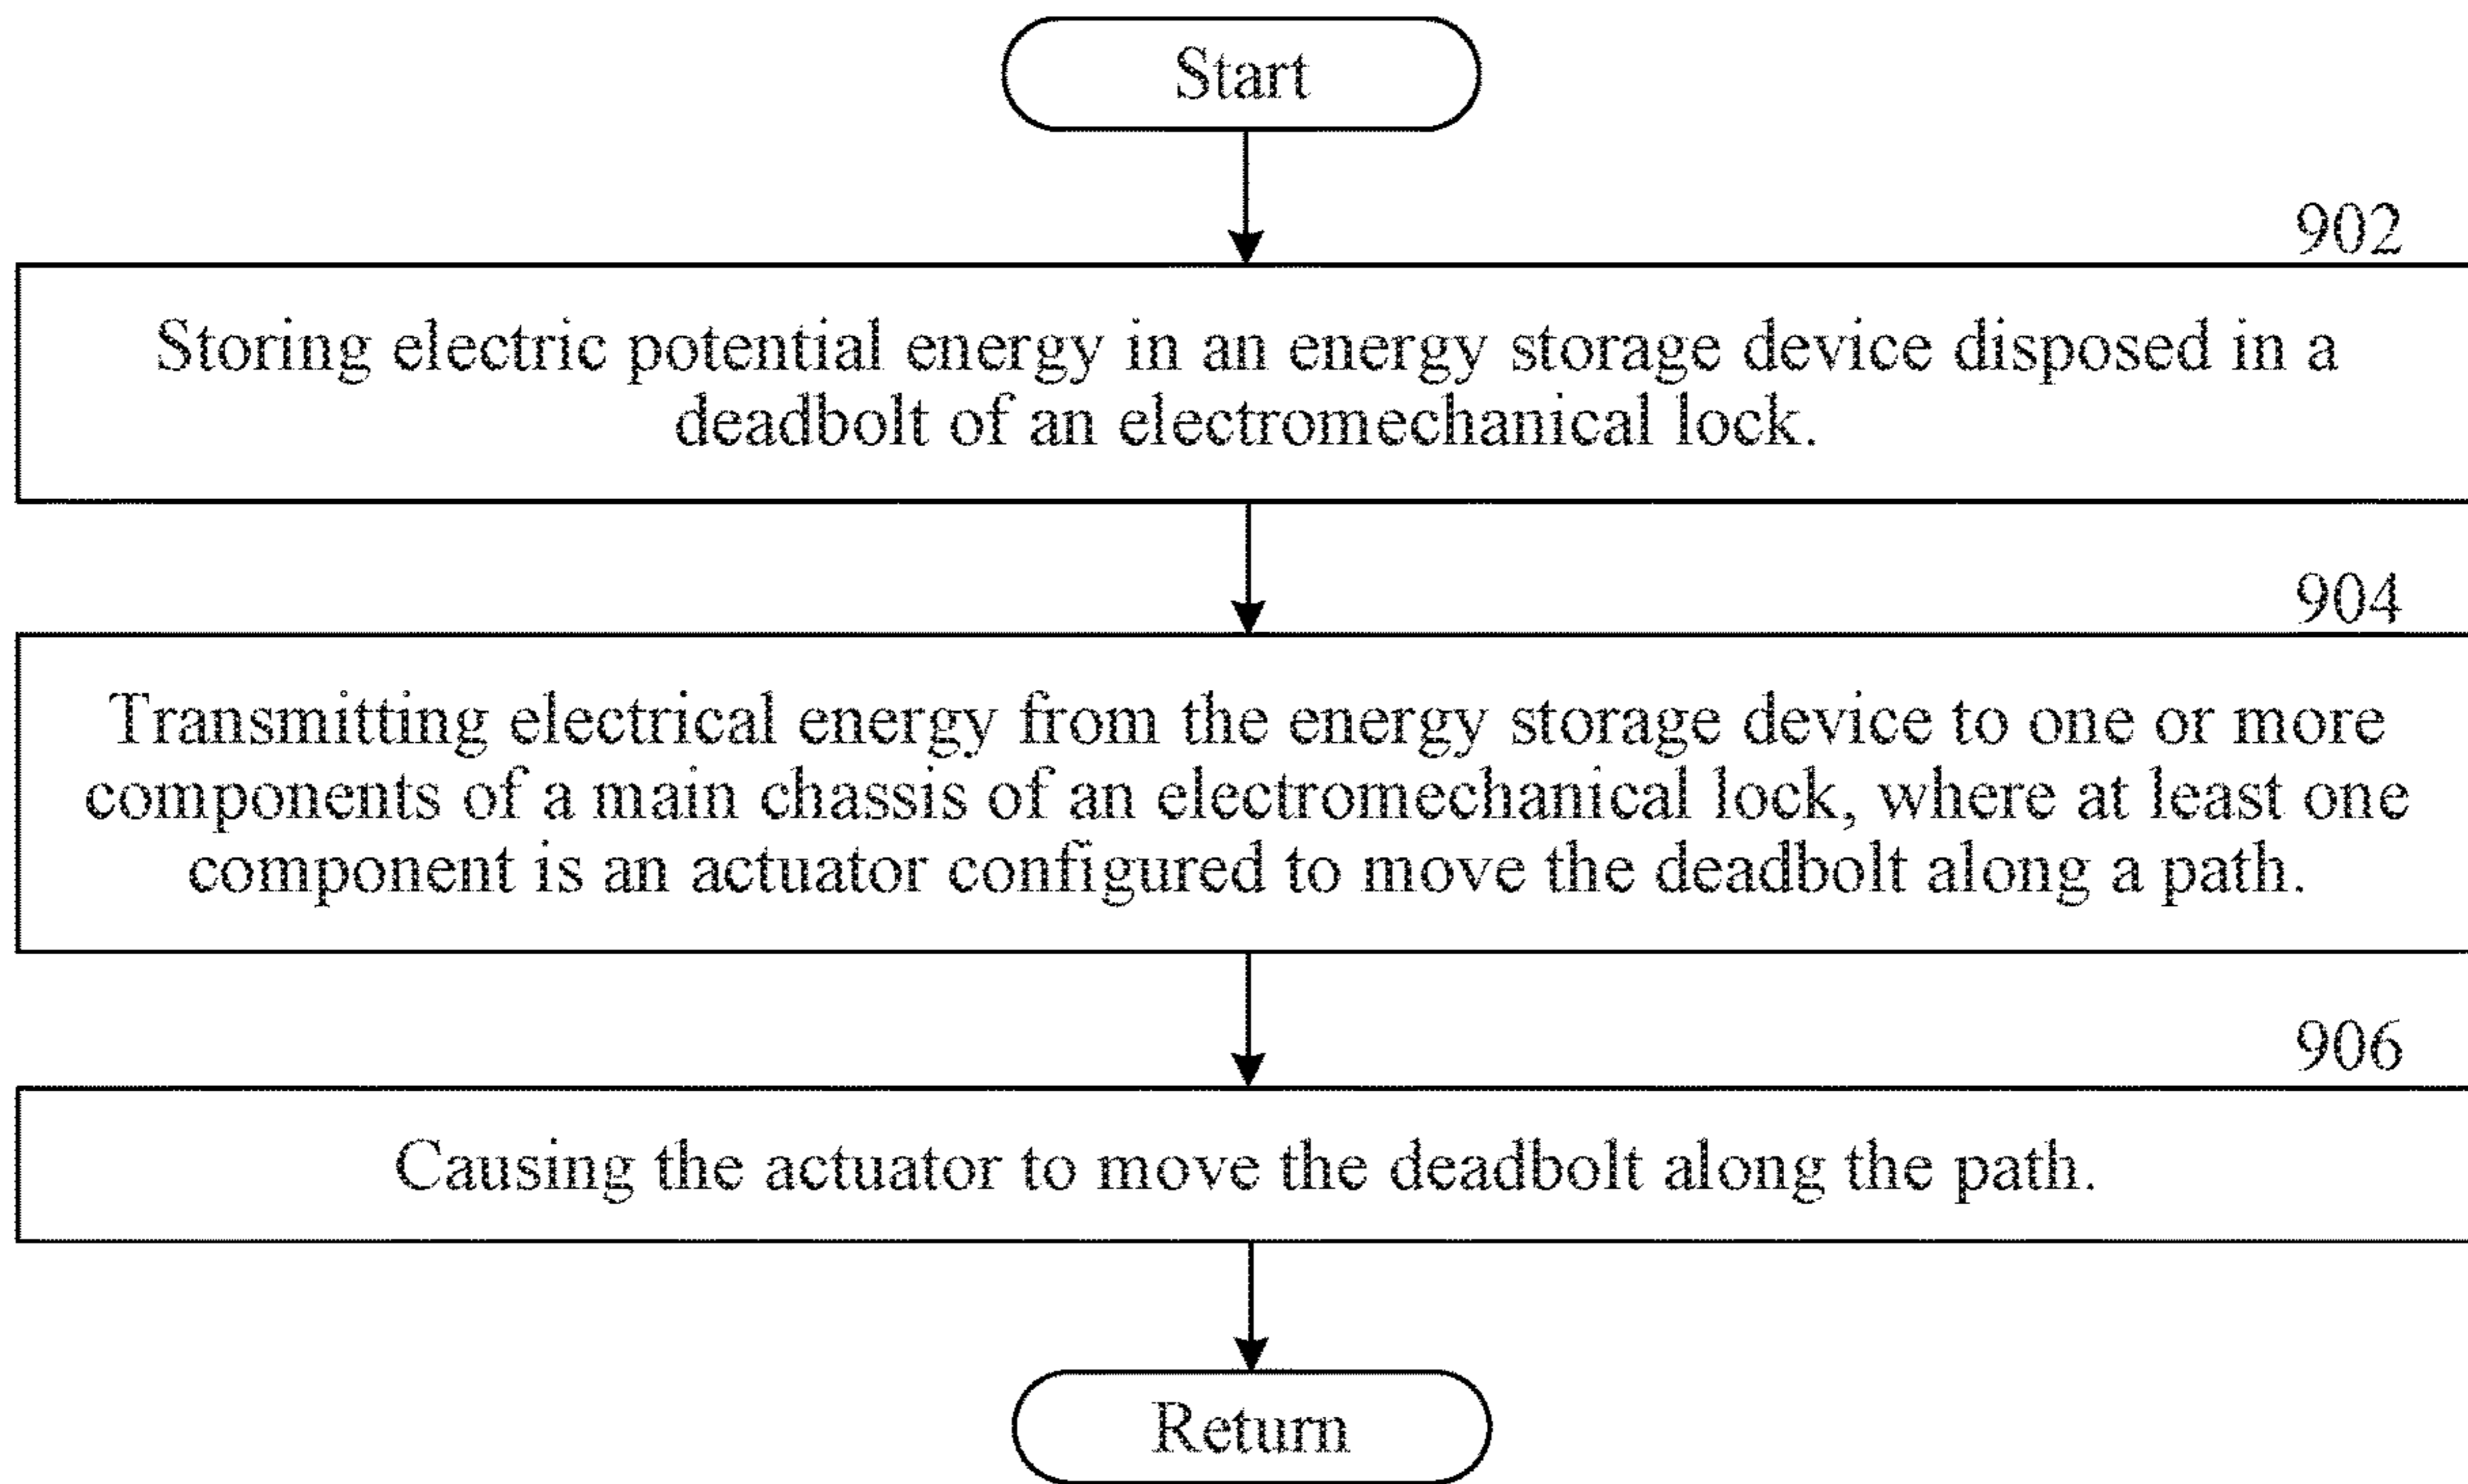 Start
902
Storing electric potential energy in an energy storage device disposed in a
deadbolt of an electromechanical lock.
904
Transmitting electrical energy from the energy storage device to one or more
components of a main chassis of an electromechanical lock, where at least one
component is an actuator configured to move the deadbolt along a path.
906
Causing the actuator to move the deadbolt along the path.
Return